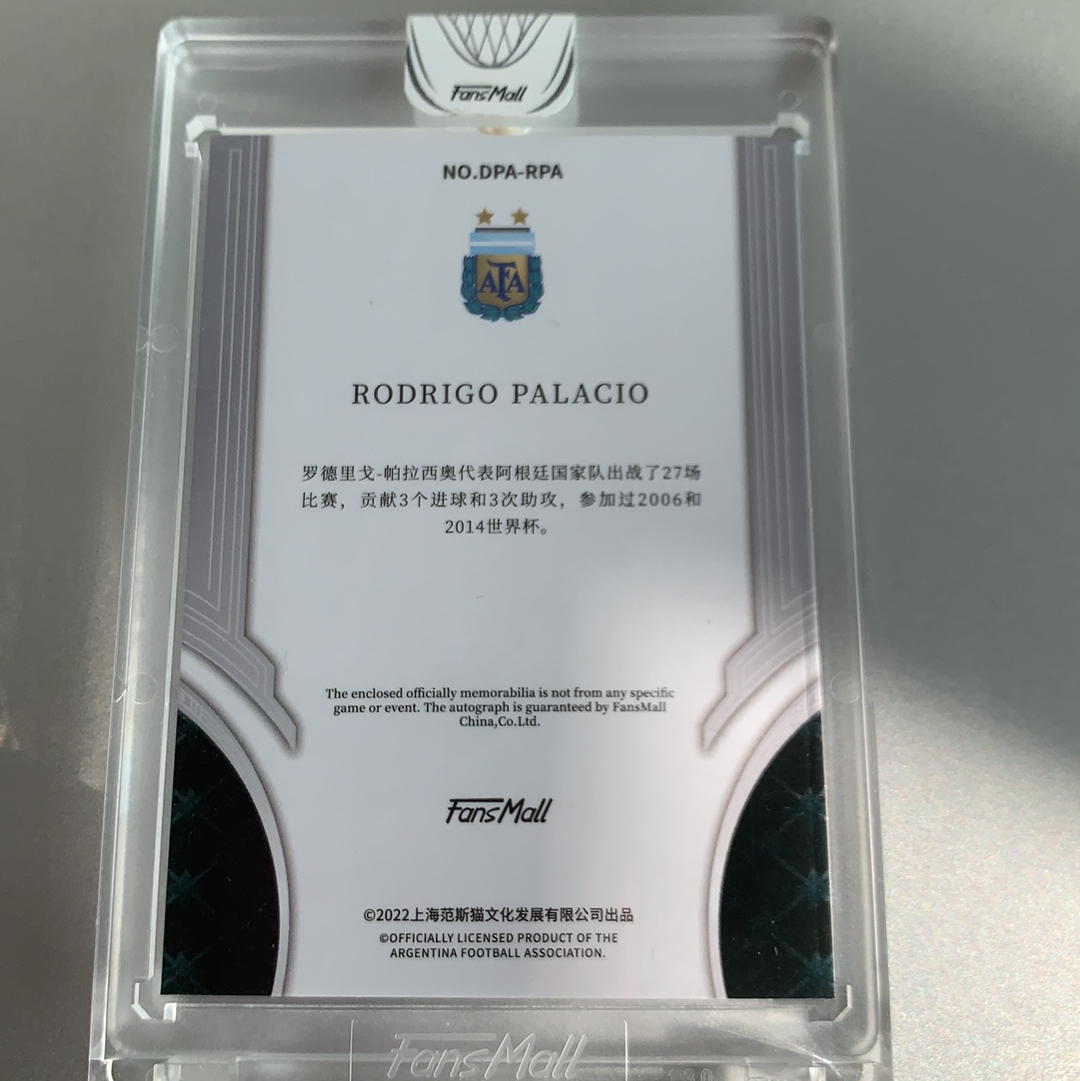 FansMall
NO.DPA-RPA
AFA
RODRIGO PALACIO
罗德里戈-帕拉西奥代表阿根廷国家队出战了27场
比赛，贡献3个进球和3次助攻，参加过2006和
2014世界杯。
The enclosed officially memorabilia is not from any specific
game or event. The autograph is guaranteed by FansMall
China,Co.Ltd.
FansMall
©2022上海范斯猫文化发展有限公司出品
©OFFICIALLY LICENSED PRODUCT OF THE
ARGENTINA FOOTBALL ASSOCIATION.
FansMall